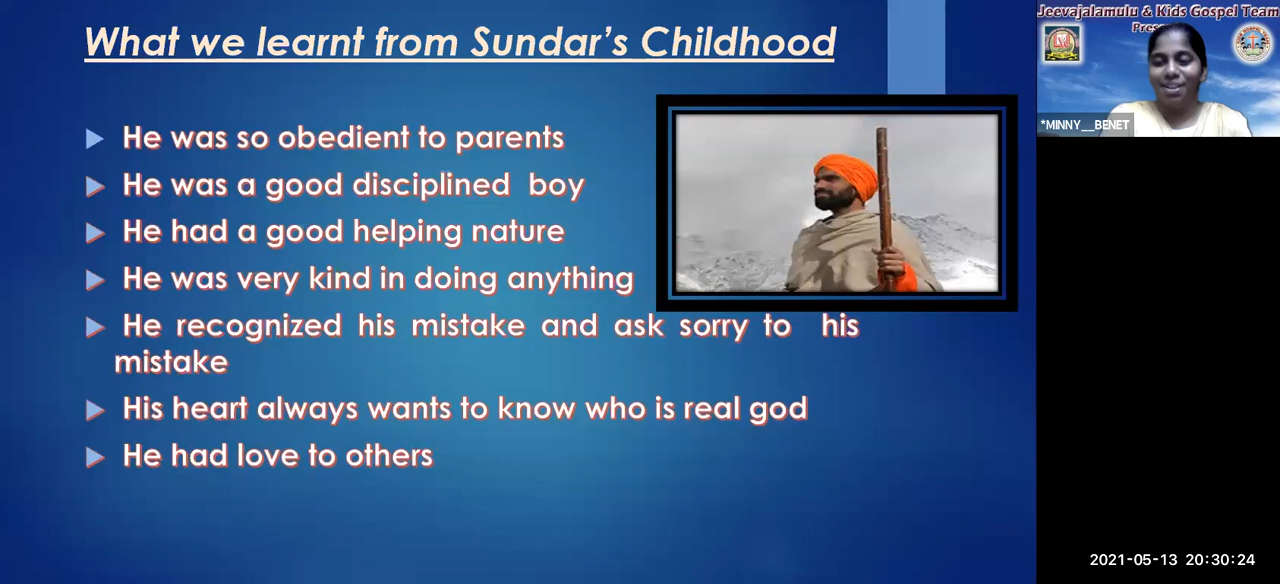 What we learnt from Sundar's Childhood
He was so obedient to parents
He was a good disciplined boy
He had a good helping nature
He was very kind in doing anything
He recognized his mistake and ask sorry to his
mistake
His heart always wants to know who is real god
He had love to others
Jeevajalamulu & Kids Gospel Team
*MINNY__BENET
2021-05-13 20:30:24